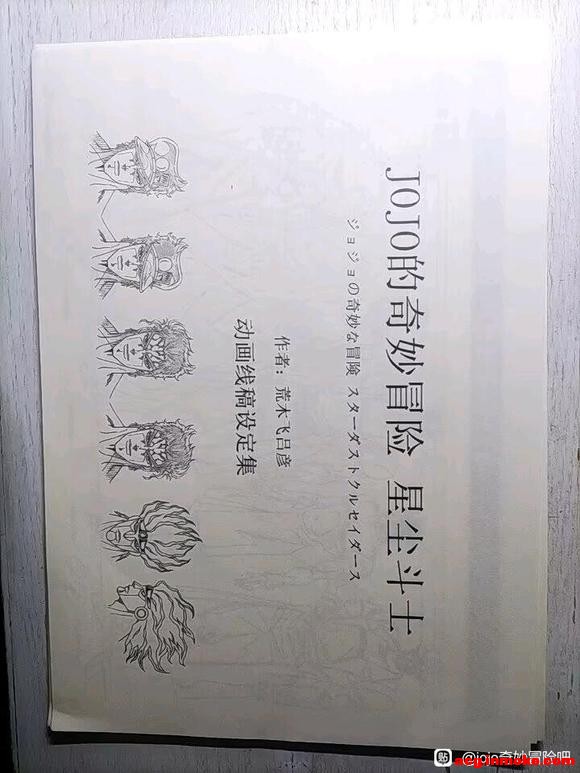 JOJO的奇妙冒险 星尘斗士
ジョジョの奇妙な冒険 スターダストクルセイダース
作者：荒木飞吕彦
动画线稿设定集
貼 @jojo奇妙冒险吧